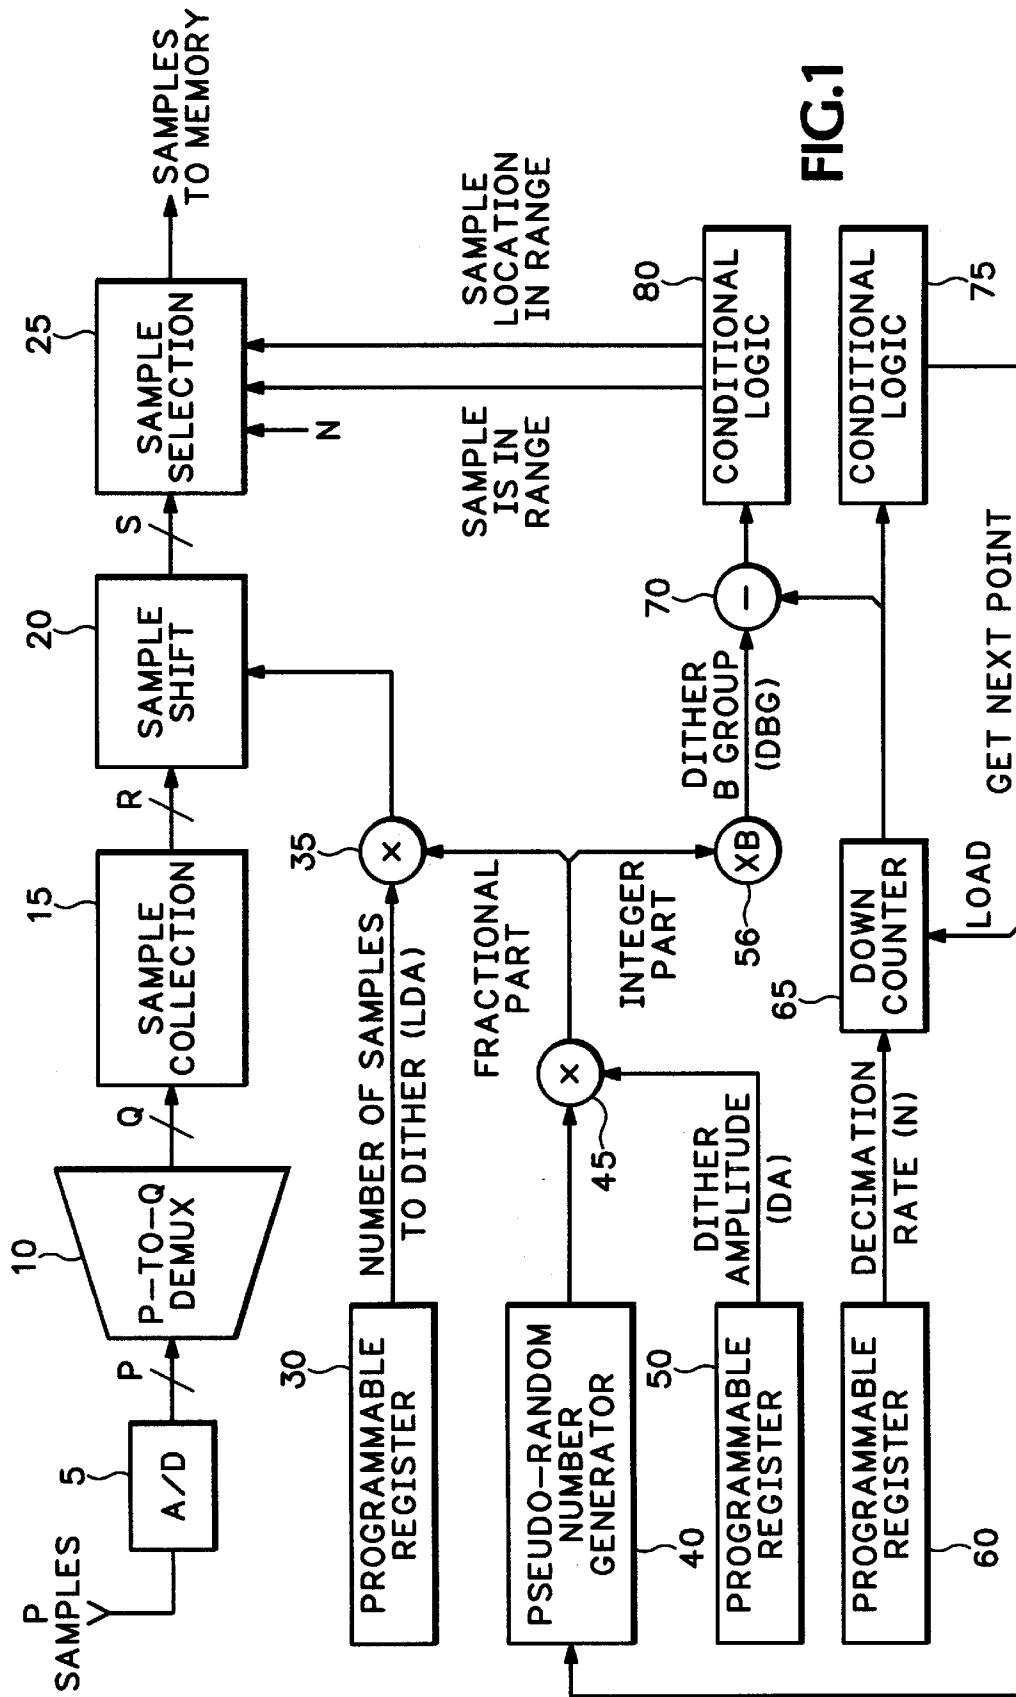 P
SAMPLES
5
A/D
P
10
P-TO-Q
DEMUX
Q
15
SAMPLE
COLLECTION
R
20
SAMPLE
SHIFT
S
25
SAMPLE
SELECTION
SAMPLES
TO MEMORY
N
SAMPLE
IS IN
RANGE
SAMPLE
LOCATION
IN RANGE
30
PROGRAMMABLE
REGISTER
NUMBER OF SAMPLES
TO DITHER (LDA)
35
×
FRACTIONAL
PART
PSEUDO-RANDOM
NUMBER
GENERATOR
40
×
45
INTEGER
PART
50
PROGRAMMABLE
REGISTER
DITHER
AMPLITUDE
(DA)
XB
56
DITHER
B GROUP
(DBG)
70
−
80
CONDITIONAL
LOGIC
PROGRAMMABLE
REGISTER
60
DECIMATION
RATE (N)
65
DOWN
COUNTER
LOAD
GET NEXT POINT
CONDITIONAL
LOGIC
75
FIG.1